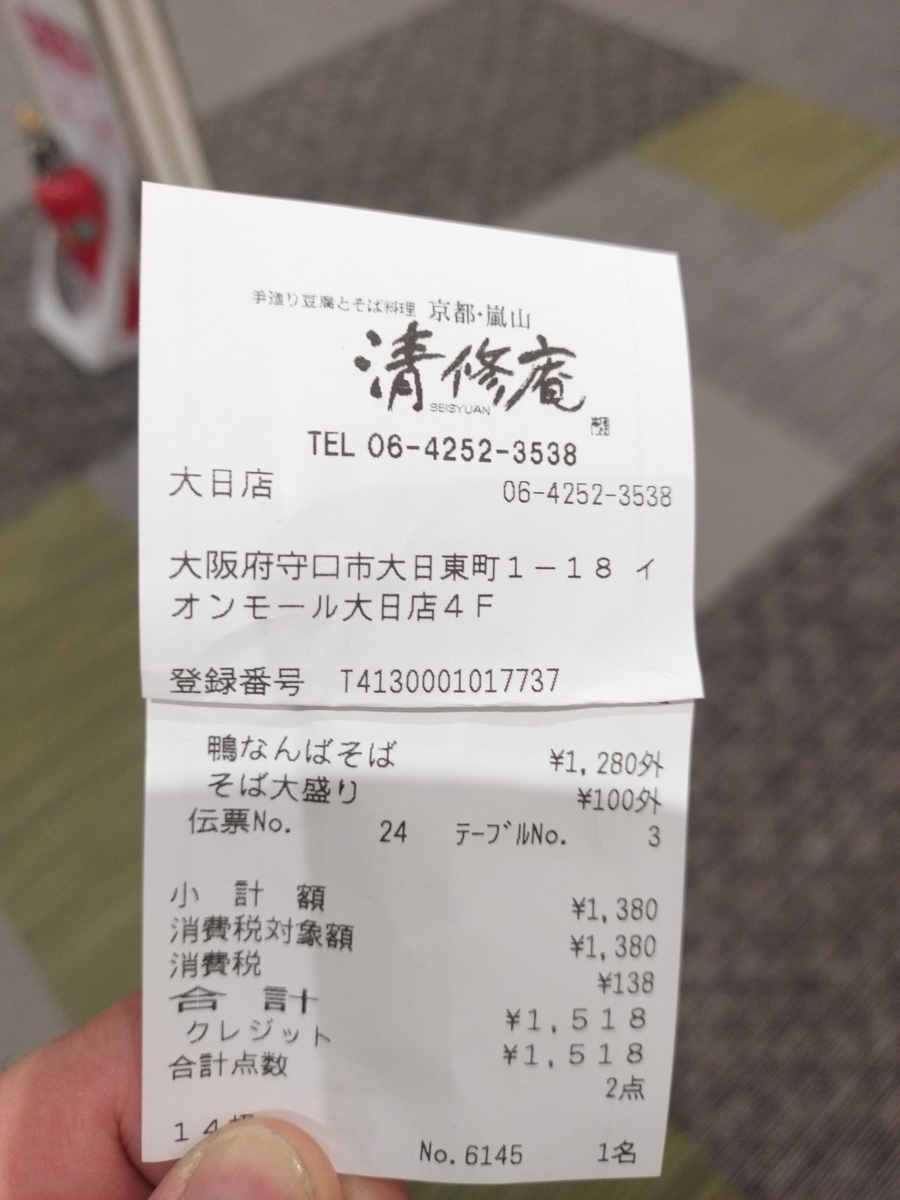 手造り豆腐とそば料理 京都・嵐山
清修庵
SEISYUAN
TEL 06-4252-3538
大日店 06-4252-3538
大阪府守口市大日東町1-18 イ
オンモール大日店4F
登録番号 T4130001017737
鴨なんばそば ¥1,280外
そば大盛り ¥100外
伝票No. 24 テーブルNo. 3
小計額 ¥1,380
消費税対象額 ¥1,380
消費税 ¥138
合計 ¥1,518
クレジット ¥1,518
合計点数 2点
14
No.6145 1名